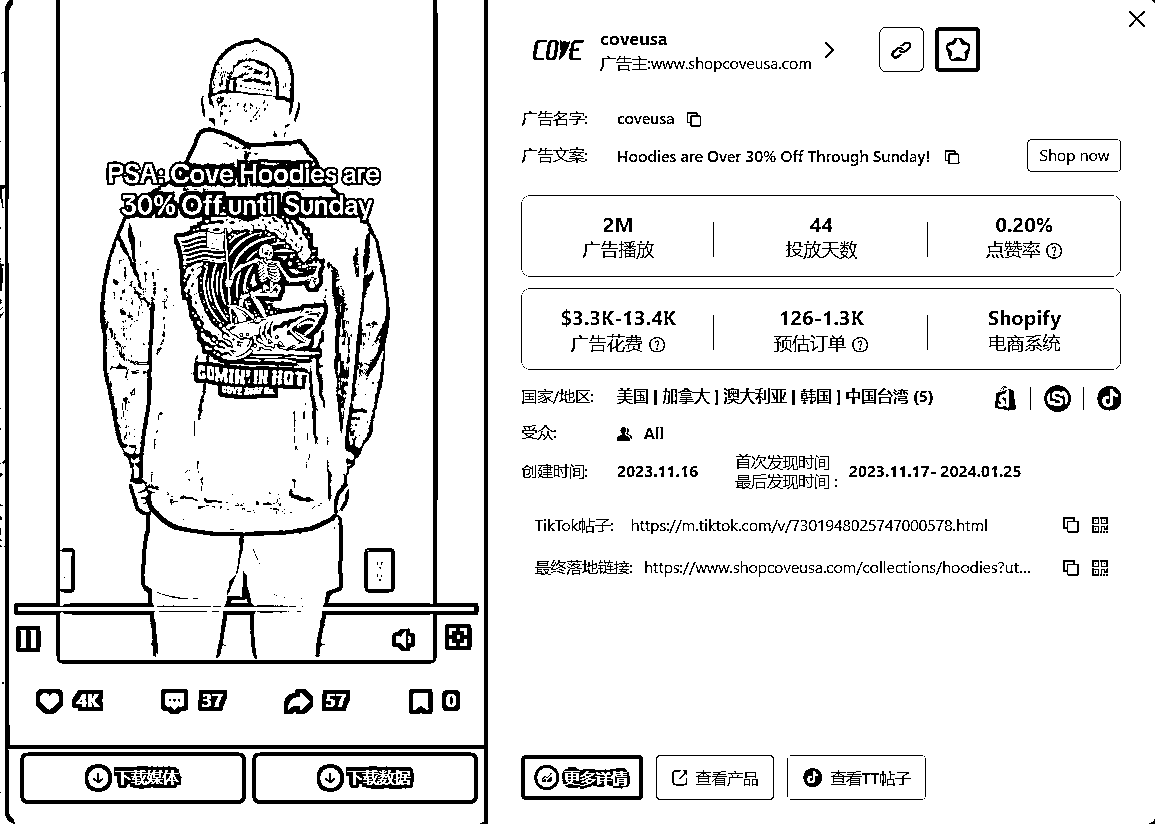 PSA: Cove Hoodies are
30% Off until Sunday
COMIN' IN HOT
4K
37
57
0
下载媒体
下载数据
COVE
coveusa
广告主:www.shopcoveusa.com
广告名字: coveusa
广告文案: Hoodies are Over 30% Off Through Sunday!
Shop now
2M 44 0.20%
广告播放 投放天数 点赞率
$3.3K-13.4K 126-1.3K Shopify
广告花费 预估订单 电商系统
国家/地区: 美国 | 加拿大 | 澳大利亚 | 韩国 | 中国台湾 (5)
受众: All
创建时间: 2023.11.16 首次发现时间
最后发现时间 : 2023.11.17- 2024.01.25
TikTok帖子: https://m.tiktok.com/v/7301948025747000578.html
最终落地链接: https://www.shopcoveusa.com/collections/hoodies?ut...
更多详情
查看产品
查看TT帖子